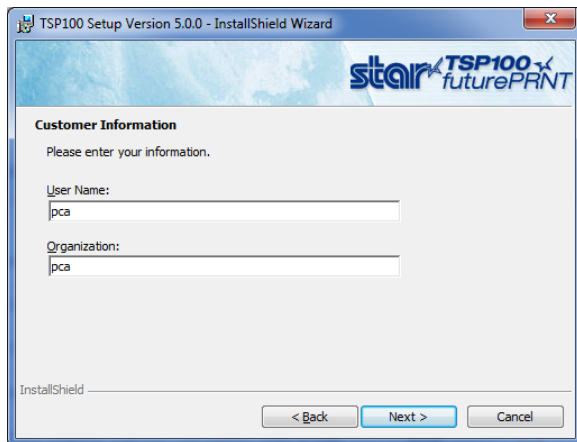 TSP100 Setup Version 5.0.0 - InstallShield Wizard
star TSP100
futurePRNT
Customer Information
Please enter your information.
User Name:
pca
Organization:
pca
InstallShield
< Back Next > Cancel